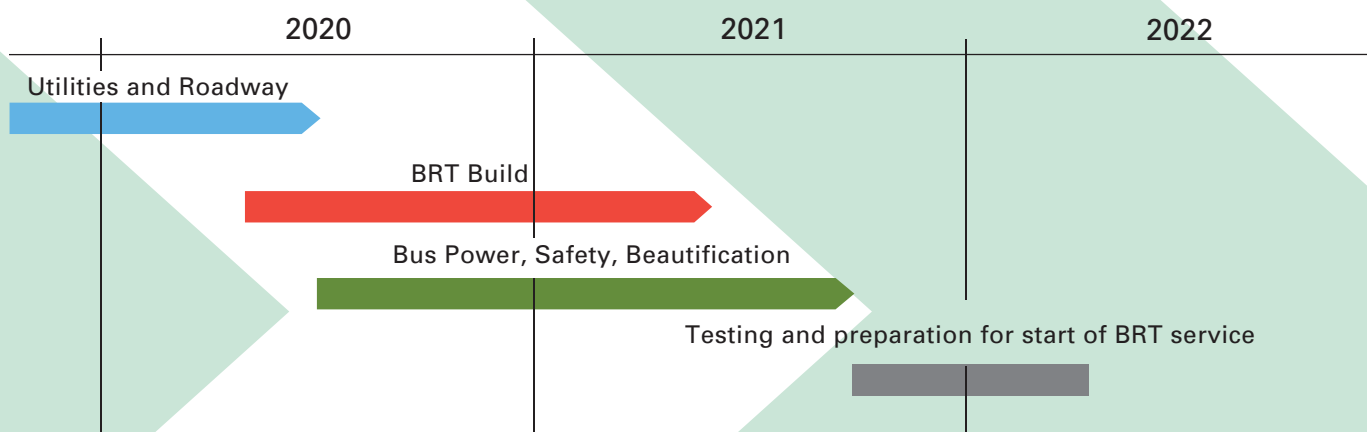 2020
2021
2022
Utilities and Roadway
BRT Build
Bus Power, Safety, Beautification
Testing and preparation for start of BRT service